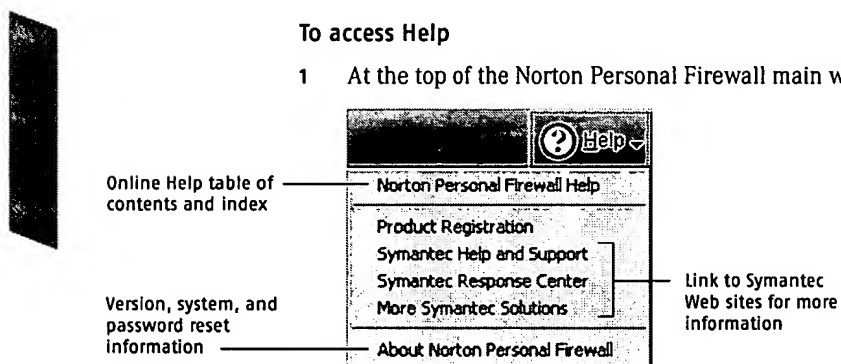 To access Help
1 At the top of the Norton Personal Firewall main
Help
Online Help table of
contents and index
Norton Personal Firewall Help
Product Registration
Symantec Help and Support
Symantec Response Center
More Symantec Solutions
Link to Symantec
Web sites for more
information
Version, system, and
password reset
information
About Norton Personal Firewall